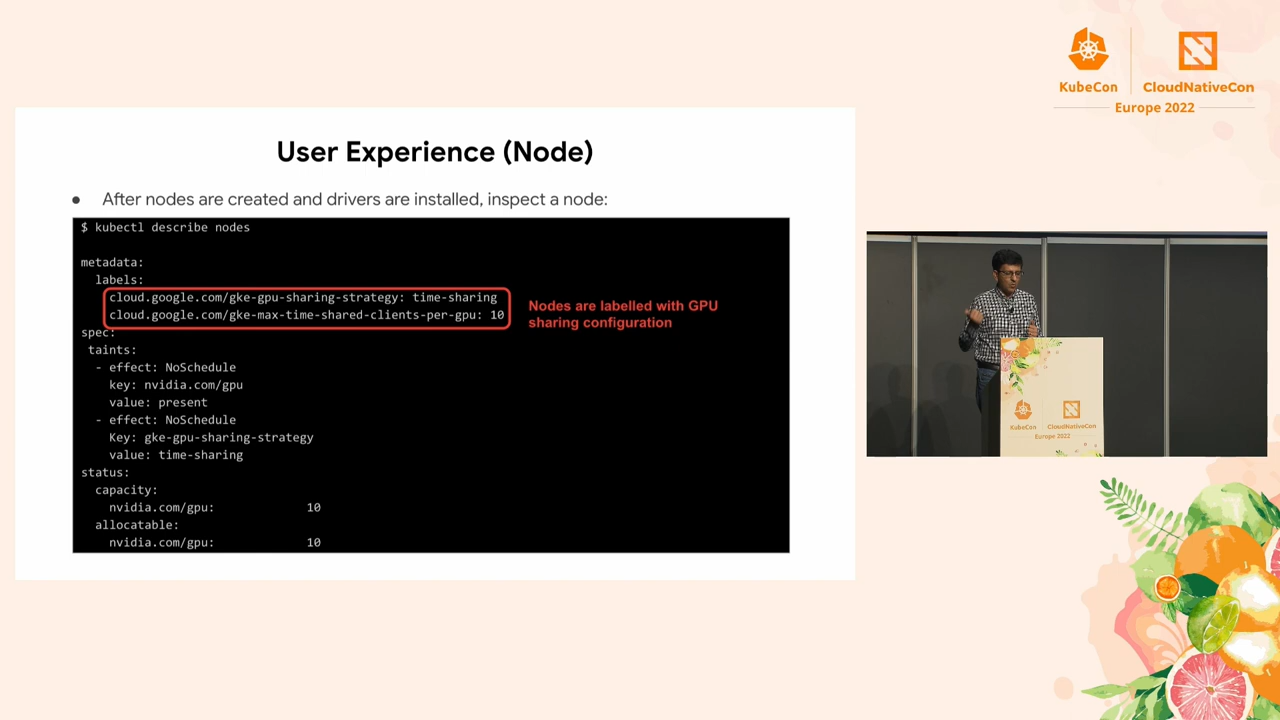 KubeCon
CloudNativeCon
Europe 2022
User Experience (Node)
● After nodes are created and drivers are installed, inspect a node:
$ kubectl describe nodes
metadata:
labels:
cloud.google.com/gke-gpu-sharing-strategy: time-sharing
cloud.google.com/gke-max-time-shared-clients-per-gpu: 10
Nodes are labelled with GPU
sharing configuration
spec:
taints:
- effect: NoSchedule
key: nvidia.com/gpu
value: present
- effect: NoSchedule
Key: gke-gpu-sharing-strategy
value: time-sharing
status:
capacity:
nvidia.com/gpu: 10
allocatable:
nvidia.com/gpu: 10
KubeCon
CloudNativeCon
Europe 2022